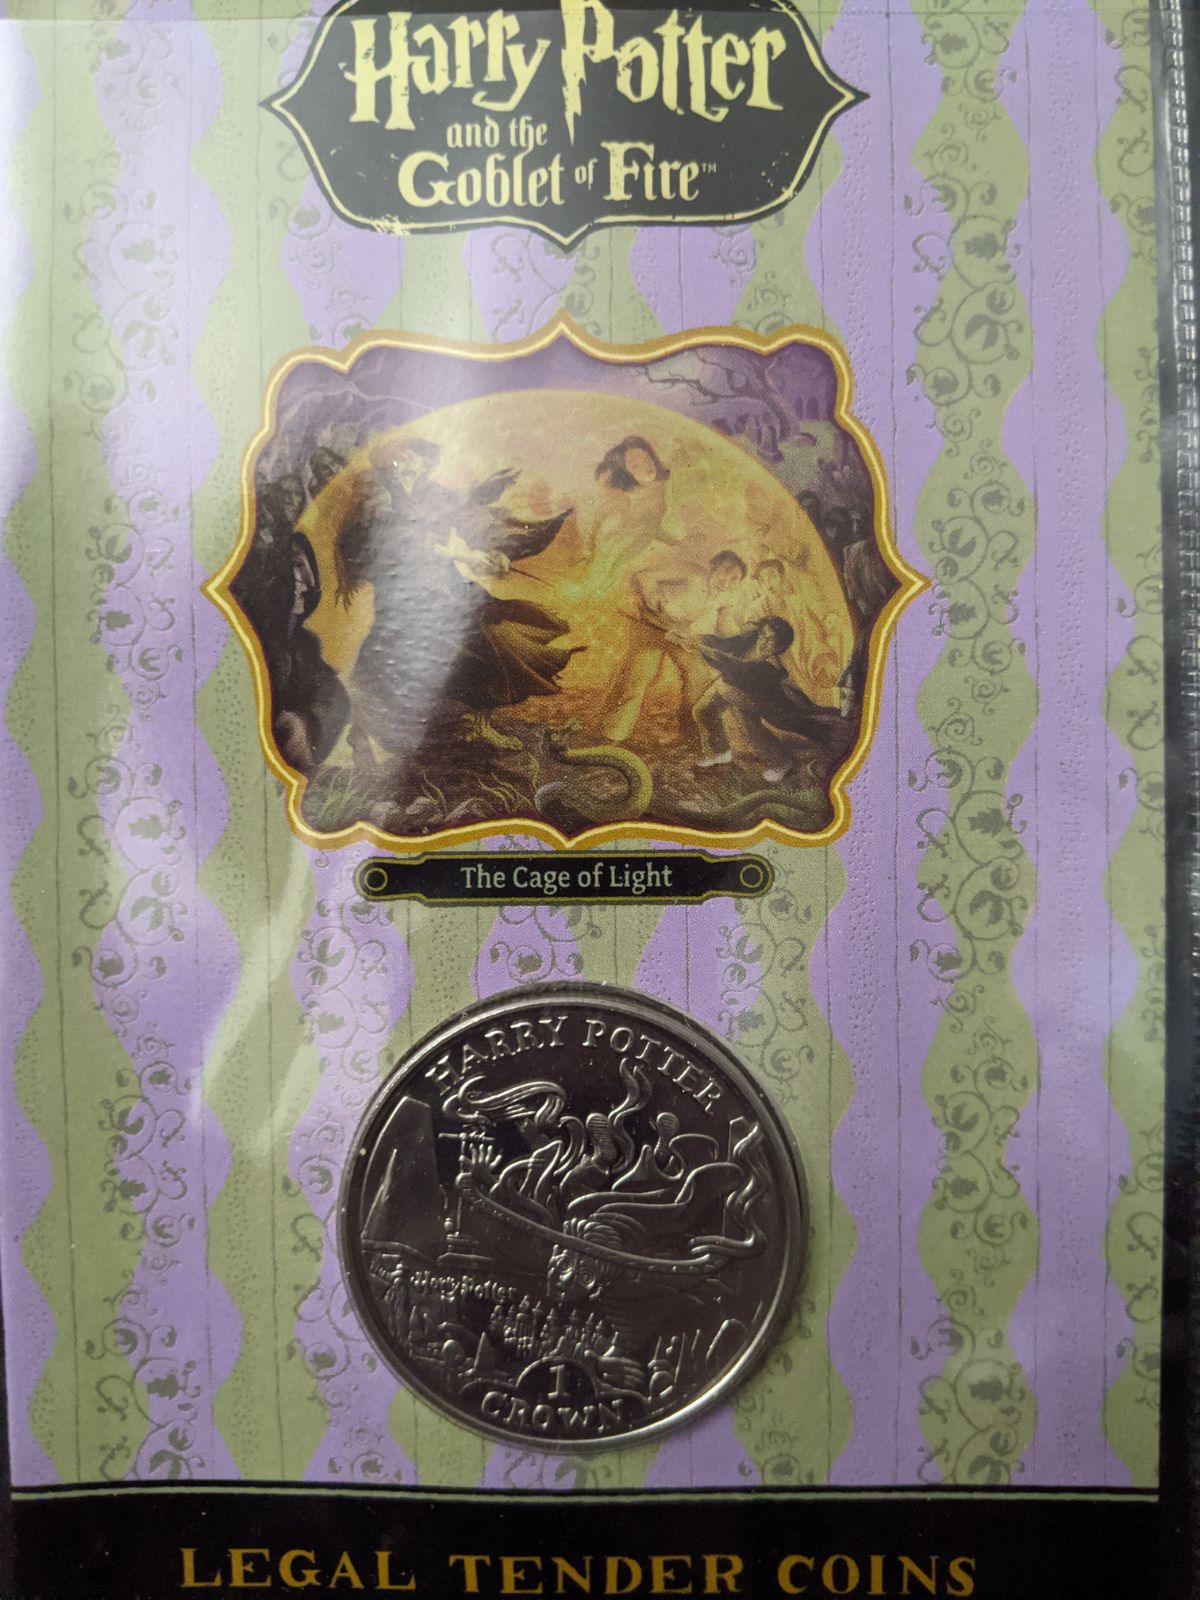 Harry Potter
and the
Goblet of Fire™
The Cage of Light
HARRY POTTER
Harry Potter
1
CROWN
LEGAL TENDER COINS